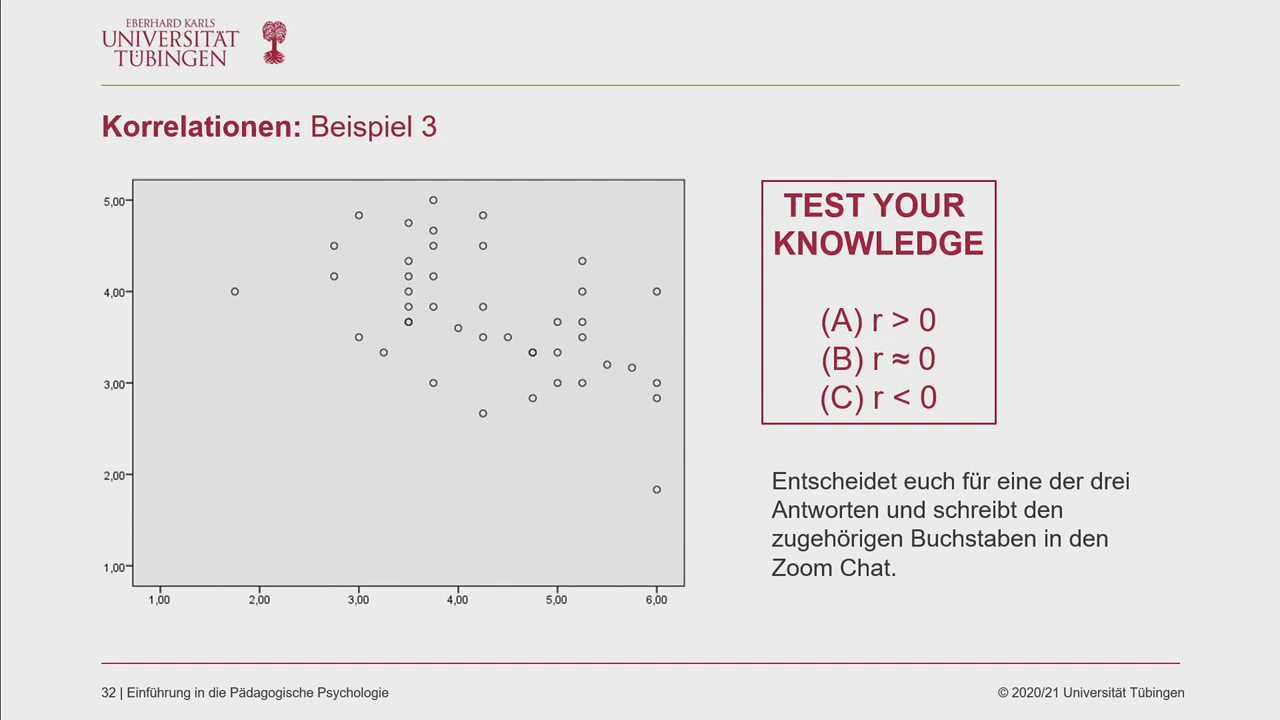 EBERHARD KARLS
UNIVERSITÄT
TÜBINGEN
Korrelationen: Beispiel 3
5,00
4,00
3,00
2,00
1,00
1,00 2,00 3,00 4,00 5,00 6,00
TEST YOUR
KNOWLEDGE
(A) r > 0
(B) r ≈ 0
(C) r < 0
Entscheidet euch für eine der drei
Antworten und schreibt den
zugehörigen Buchstaben in den
Zoom Chat.
32 | Einführung in die Pädagogische Psychologie
© 2020/21 Universität Tübingen